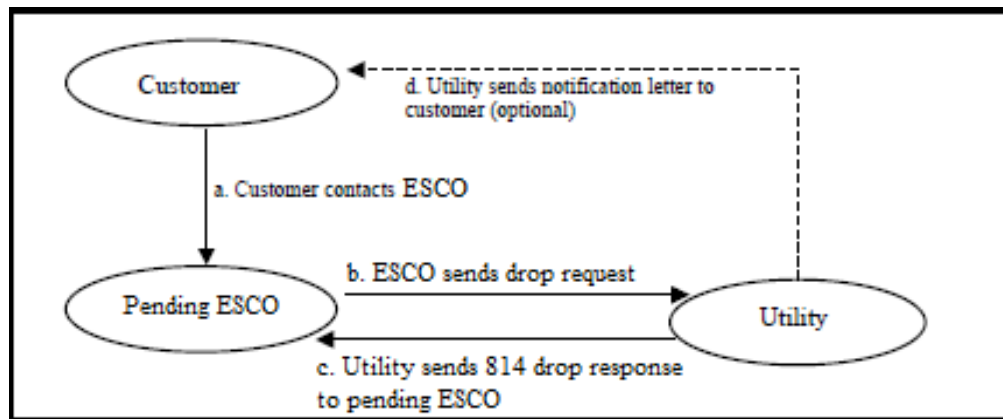 Customer
d. Utility sends notification letter to
customer (optional)
a. Customer contacts ESCO
b. ESCO sends drop request
Pending ESCO
Utility
c. Utility sends 814 drop response
to pending ESCO